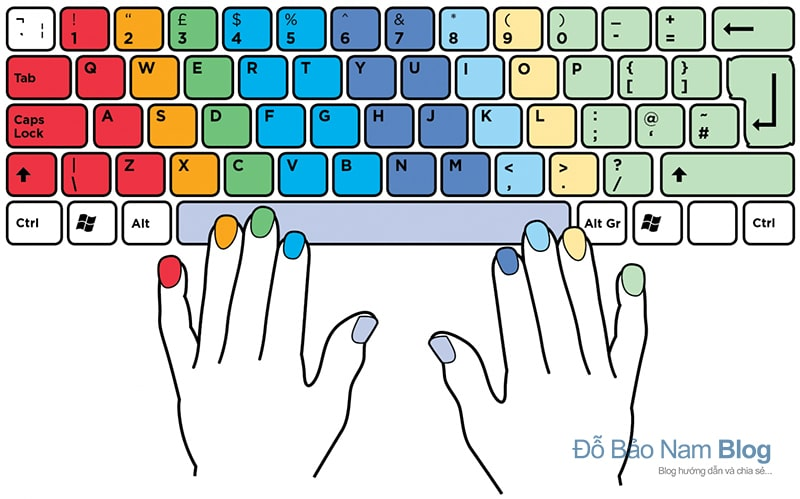 ¬ ! “ £ $ % ^ & * ( ) _ +
` ¦ 1 2 3 4 5 6 7 8 9 0 - =
Tab Q W E R T Y U I O P { [ } ]
Caps Lock A S D F G H J K L : ; @ ‘ ~ #
| \ Z X C V B N M < , > . ? /
Ctrl Alt Alt Gr Ctrl
Đỗ Bảo Nam Blog
Blog hướng dẫn và chia sẻ...